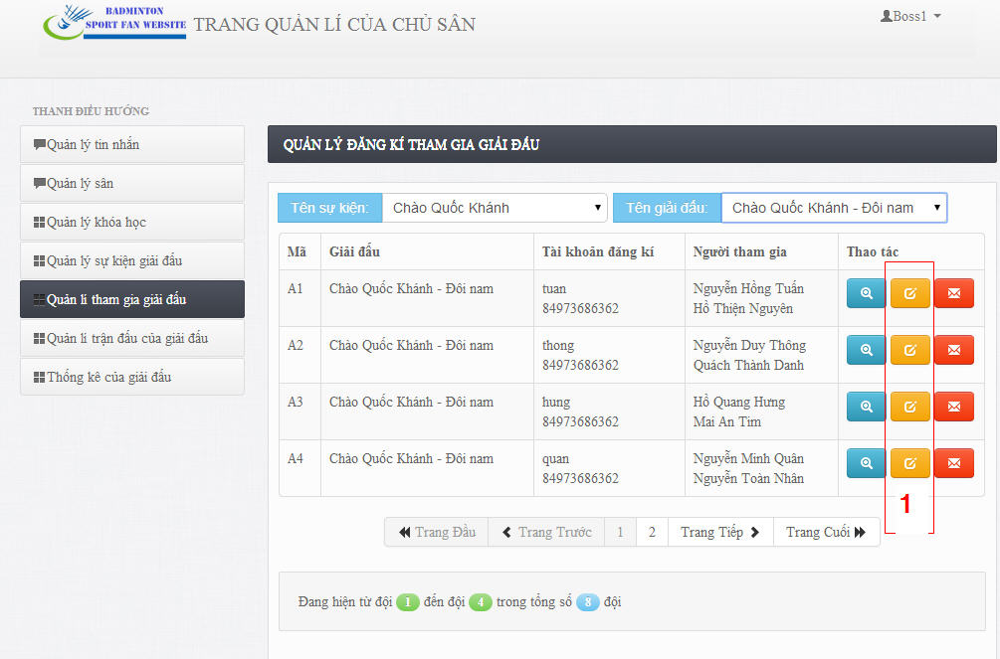 BADMINTON
SPORT FAN WEBSITE
TRANG QUẢN LÍ CỦA CHỦ SÂN
Boss1
THANH ĐIỀU HƯỚNG
Quản lý tin nhắn
Quản lý sân
Quản lý khóa học
Quản lý sự kiện giải đấu
Quản lí tham gia giải đấu
Quản lí trận đấu của giải đấu
Thống kê của giải đấu
QUẢN LÝ ĐĂNG KÍ THAM GIA GIẢI ĐẤU
Tên sự kiện: Chào Quốc Khánh Tên giải đấu: Chào Quốc Khánh - Đôi nam
Mã Giải đấu Tài khoản đăng kí Người tham gia Thao tác
A1 Chào Quốc Khánh - Đôi nam tuan Nguyễn Hồng Tuấn
84973686362 Hồ Thiện Nguyên
A2 Chào Quốc Khánh - Đôi nam thong Nguyễn Duy Thông
84973686362 Quách Thành Danh
A3 Chào Quốc Khánh - Đôi nam hung Hồ Quang Hưng
84973686362 Mai An Tim
A4 Chào Quốc Khánh - Đôi nam quan Nguyễn Minh Quân
84973686362 Nguyễn Toàn Nhân
1
Trang Đầu Trang Trước 1 2 Trang Tiếp Trang Cuối
Đang hiện từ đội 1 đến đội 4 trong tổng số 8 đội